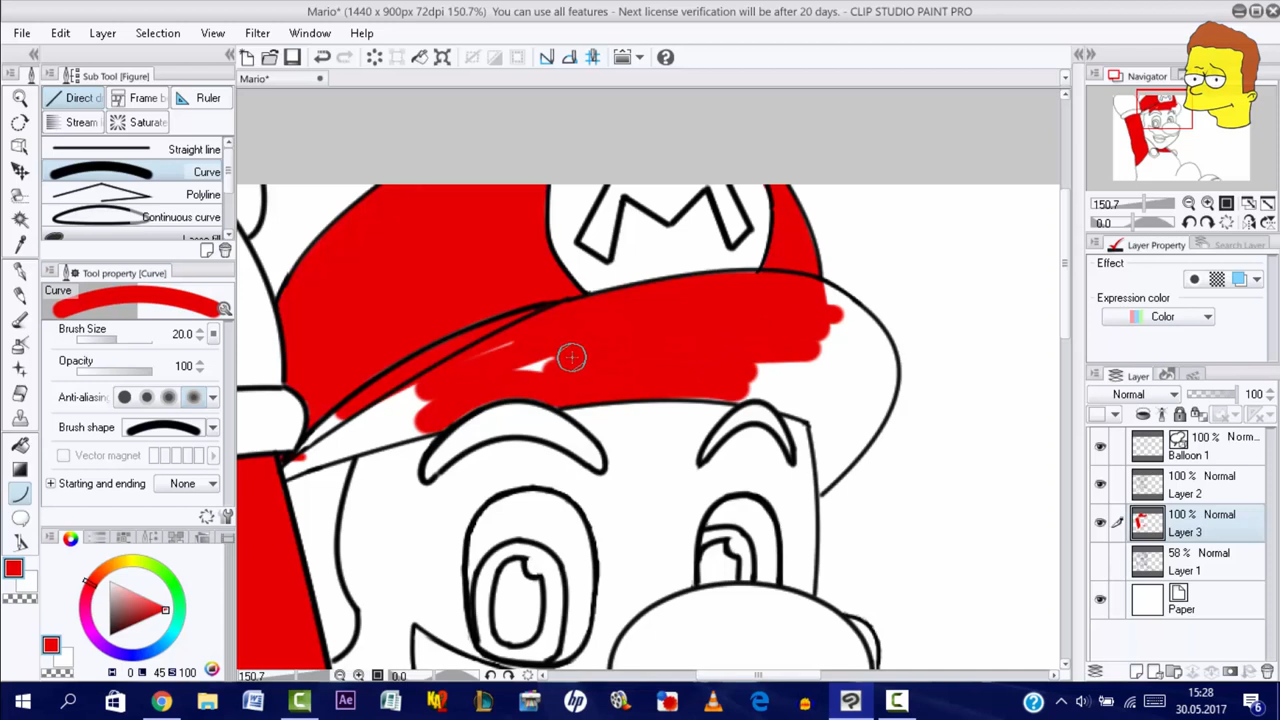 Mario* (1440 x 900px 72dpi 150.7%)  You can use all features - Next license verification will be after 20 days. - CLIP STUDIO PAINT PRO
File Edit Layer Selection View Filter Window Help
Sub Tool [Figure]
Mario*
Navigator
Direct d Frame b Ruler
Stream Saturate
Straight line
Curve
Polyline
Continuous curve
Tool property [Curve]
Curve
Brush Size 20.0
Opacity 100
Anti-aliasing
Brush shape
Vector magnet
Starting and ending None
H 0 S 45 S 100
M
150.7 0.0
150.7
0.0
Layer Property Search Layer
Effect
Expression color
Color
Layer
Normal 100
100 % Norm...
Balloon 1
100 % Normal
Layer 2
100 % Normal
Layer 3
58 % Normal
Layer 1
Paper
15:28
30.05.2017
6